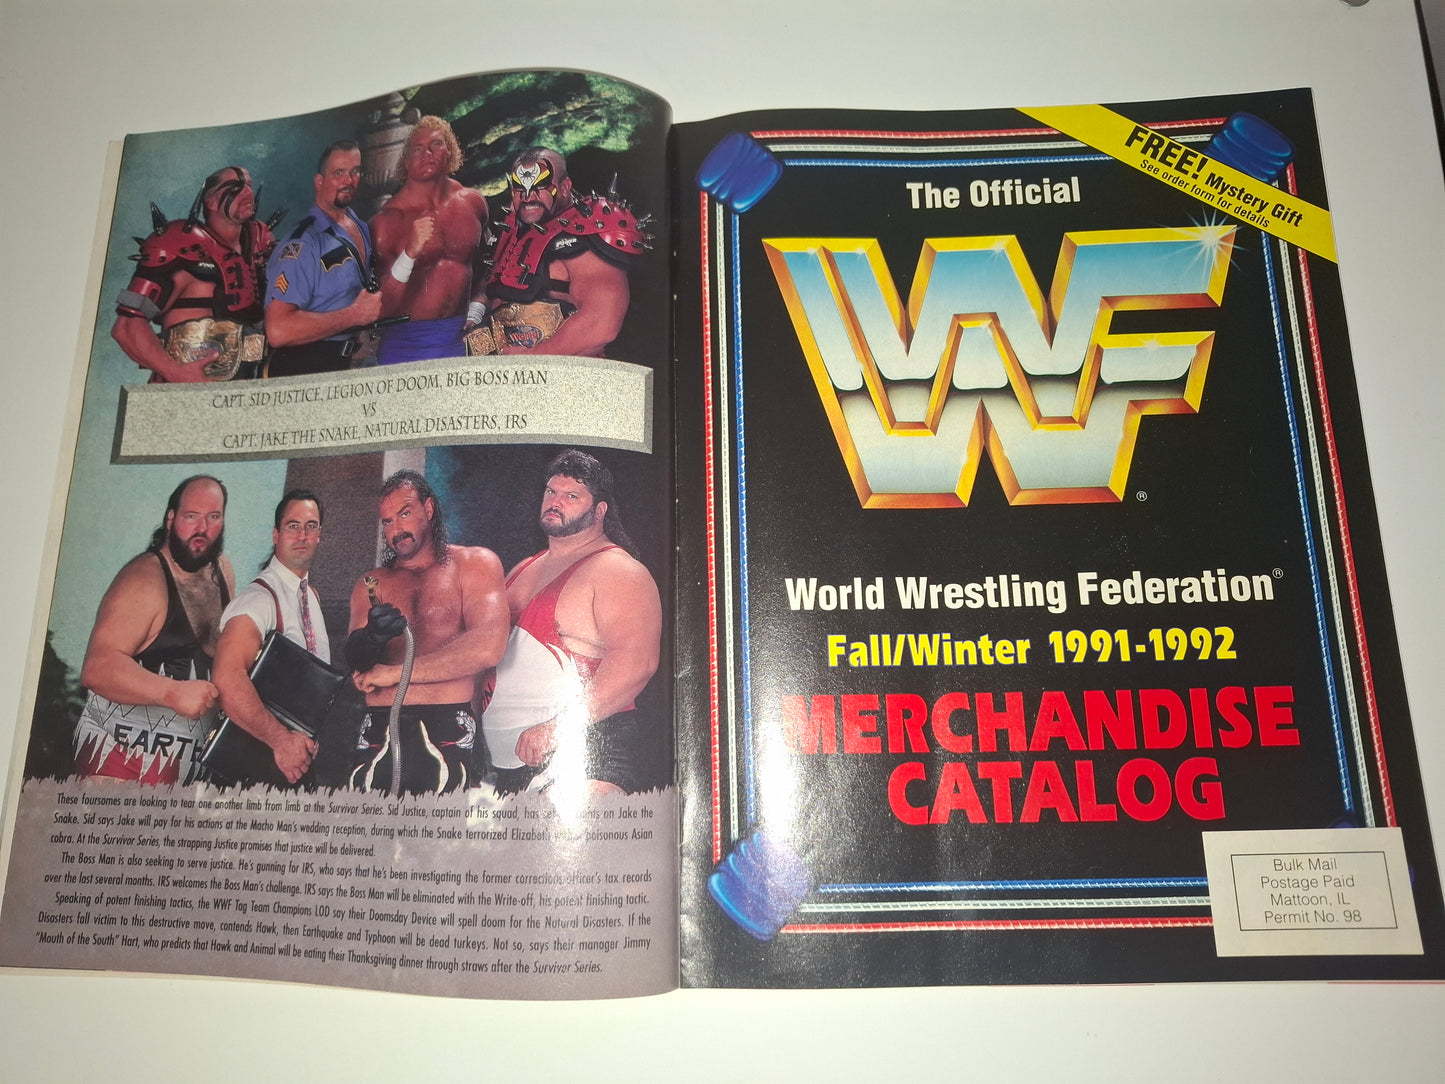 CAPT. SID JUSTICE, LEGION OF DOOM, BIG BOSS MAN
VS
CAPT. JAKE THE SNAKE, NATURAL DISASTERS, IRS
EARTH
These foursomes are looking to tear one another limb from limb at the Survivor Series. Sid Justice, captain of his squad, has set on Jake the
Snake. Sid says Jake will pay for his actions at the Macho Man's wedding reception, during which the Snake terrorized Elizabeth with a poisonous Asian
cobra. At the Survivor Series, the strapping Justice promises that justice will be delivered.
The Boss Man is also seeking to serve justice. He's gunning for IRS, who says that he's been investigating the former corrections officer's tax records
over the last several months. IRS welcomes the Boss Man's challenge. IRS says the Boss Man will be eliminated with the Write-off, his potent finishing tactic.
Speaking of potent finishing tactics, the WWF Tag Team Champions LOD say their Doomsday Device will spell doom for the Natural Disasters. If the
Disasters fall victim to this destructive move, contends Hawk, then Earthquake and Typhoon will be dead turkeys. Not so, says their manager Jimmy
"Mouth of the South" Hart, who predicts that Hawk and Animal will be eating their Thanksgiving dinner through straws after the Survivor Series.
FREE! Mystery Gift
See order form for details
The Official
WWF®
World Wrestling Federation®
Fall/Winter 1991-1992
MERCHANDISE
CATALOG
Bulk Mail
Postage Paid
Mattoon, IL
Permit No. 98